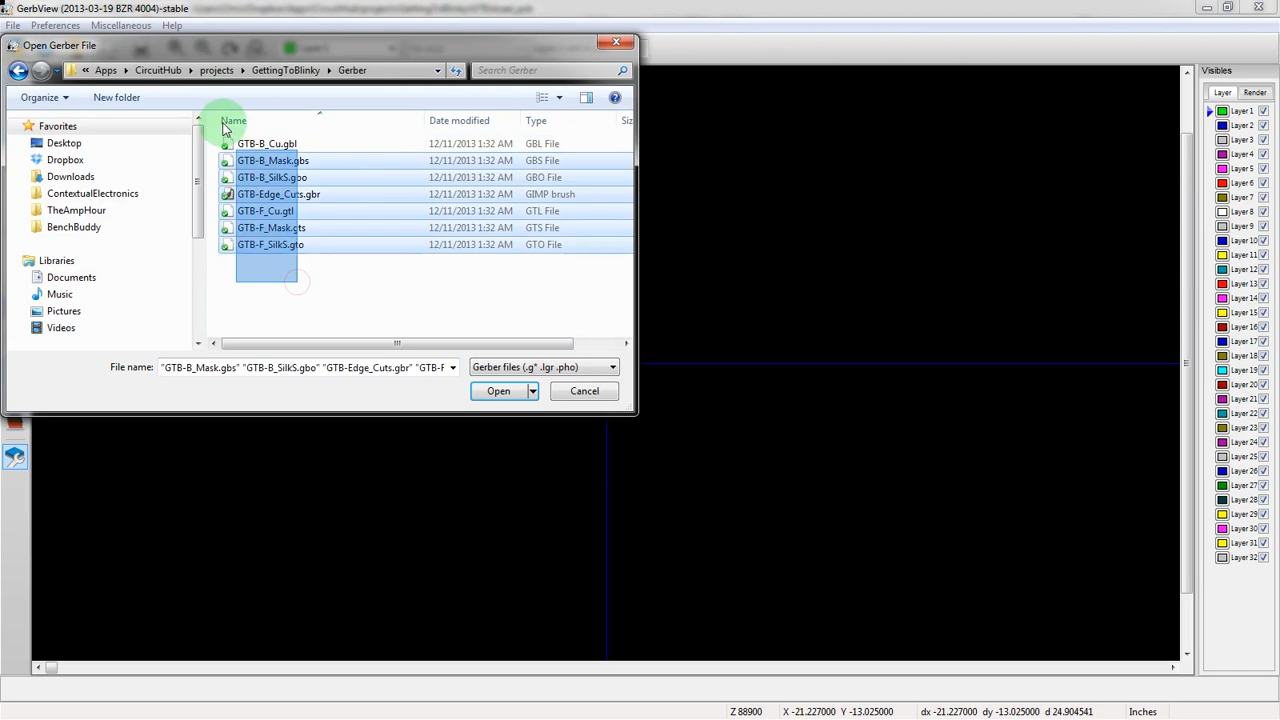 GerbView (2013-03-19 BZR 4004)-stable
File Preferences Miscellaneous Help
Open Gerber File
Apps CircuitHub projects GettingToBlinky Gerber Search Gerber
Organize New folder
Name Date modified Type Siz
Favorites
Desktop
Dropbox
Downloads
ContextualElectronics
TheAmpHour
BenchBuddy
Libraries
Documents
Music
Pictures
Videos
GTB-B_Cu.gbl 12/11/2013 1:32 AM GBL File
GTB-B_Mask.gbs 12/11/2013 1:32 AM GBS File
GTB-B_SilkS.gbo 12/11/2013 1:32 AM GBO File
GTB-Edge_Cuts.gbr 12/11/2013 1:32 AM GIMP brush
GTB-F_Cu.gtl 12/11/2013 1:32 AM GTL File
GTB-F_Mask.gts 12/11/2013 1:32 AM GTS File
GTB-F_SilkS.gto 12/11/2013 1:32 AM GTO File
File name: "GTB-B_Mask.gbs" "GTB-B_SilkS.gbo" "GTB-Edge_Cuts.gbr" "GTB-F Gerber files (.g* .lgr .pho)
Open Cancel
Visibles
Layer Render
Layer 1
Layer 2
Layer 3
Layer 4
Layer 5
Layer 6
Layer 7
Layer 8
Layer 9
Layer 10
Layer 11
Layer 12
Layer 13
Layer 14
Layer 15
Layer 16
Layer 17
Layer 18
Layer 19
Layer 20
Layer 21
Layer 22
Layer 23
Layer 24
Layer 25
Layer 26
Layer 27
Layer 28
Layer 29
Layer 30
Layer 31
Layer 32
Z 88900 X -21.227000 Y -13.025000 dx -21.227000 dy -13.025000 d 24.904541 Inches